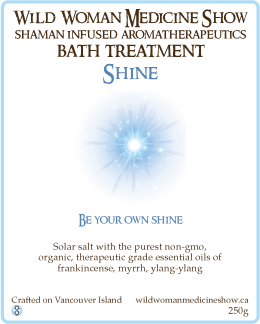 Wild Woman Medicine Show
shaman infused aromatherapeutics
bath treatment
Shine
Be your own shine
Solar salt with the purest non-gmo,
organic, therapeutic grade essential oils of
frankincense, myrrh, ylang-ylang
Crafted on Vancouver Island wildwomanmedicineshow.ca
250g